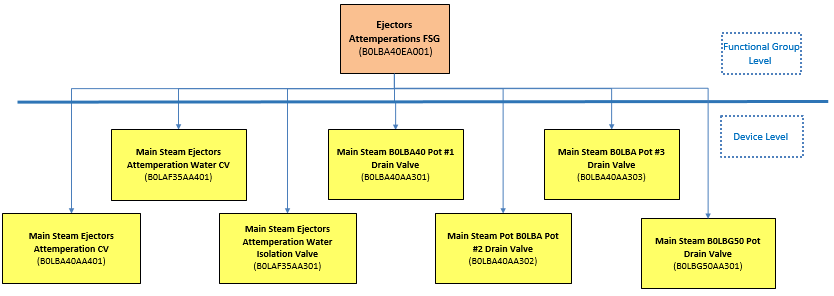 Ejectors
Attemperations FSG
(B0LBA40EA001)
Functional Group
Level
Device Level
Main Steam Ejectors
Attemperation Water CV
(B0LAF35AA401)
Main Steam B0LBA40 Pot #1
Drain Valve
(B0LBA40AA301)
Main Steam B0LBA Pot #3
Drain Valve
(B0LBA40AA303)
Main Steam Ejectors
Attemperation CV
(B0LBA40AA401)
Main Steam Ejectors
Attemperation Water
Isolation Valve
(B0LAF35AA301)
Main Steam Pot B0LBA Pot
#2 Drain Valve
(B0LBA40AA302)
Main Steam B0LBG50 Pot
Drain Valve
(B0LBG50AA301)